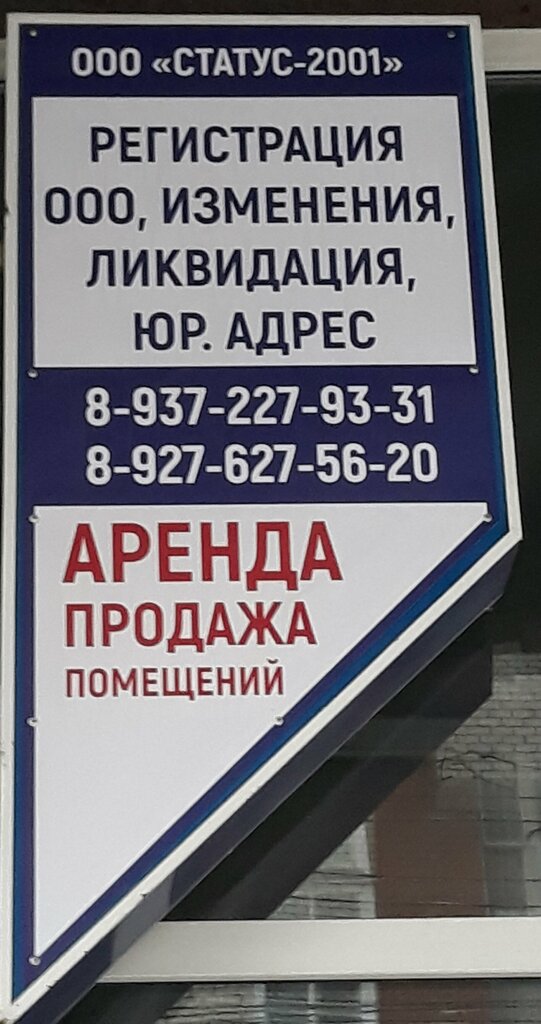 ООО «СТАТУС-2001»
РЕГИСТРАЦИЯ
ООО, ИЗМЕНЕНИЯ,
ЛИКВИДАЦИЯ,
ЮР. АДРЕС
8-937-227-93-31
8-927-627-56-20
АРЕНДА
ПРОДАЖА
ПОМЕЩЕНИЙ